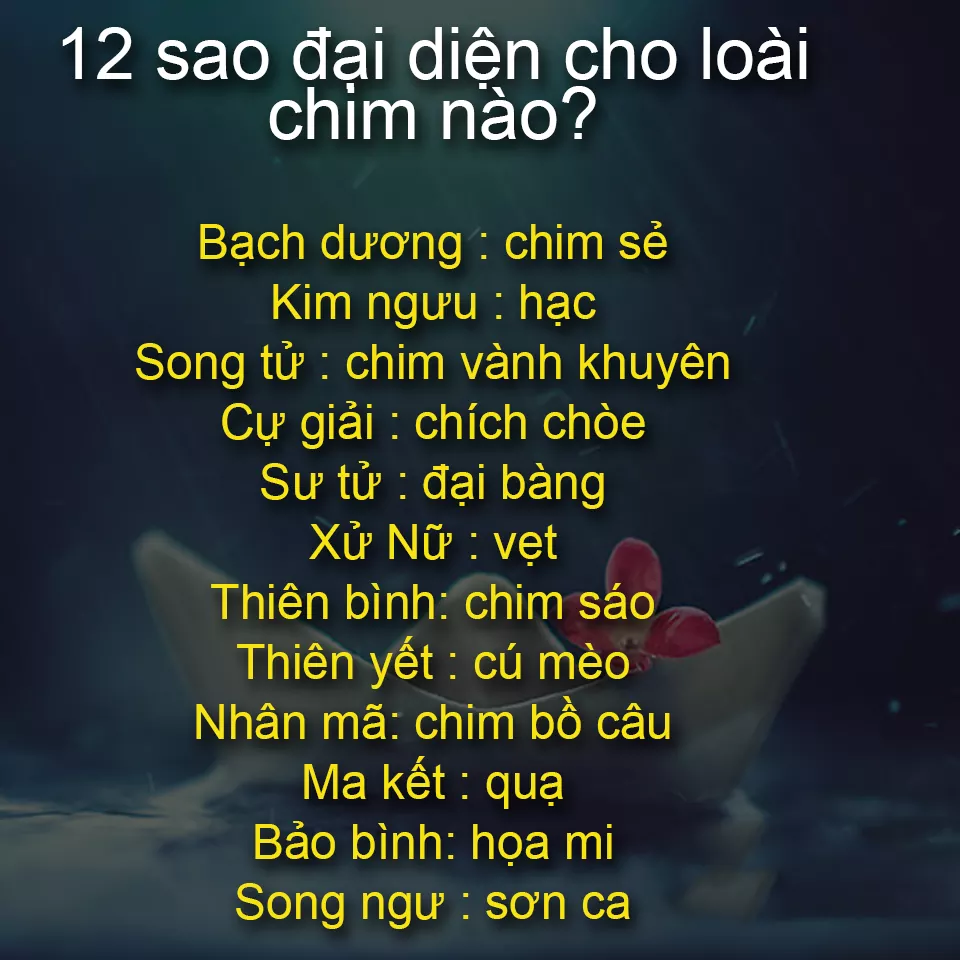 12 sao đại diện cho loài
chim nào?
Bạch dương : chim sẻ
Kim ngưu : hạc
Song tử : chim vành khuyên
Cự giải : chích chòe
Sư tử : đại bàng
Xử Nữ : vẹt
Thiên bình: chim sáo
Thiên yết : cú mèo
Nhân mã: chim bồ câu
Ma kết : quạ
Bảo bình: họa mi
Song ngư : sơn ca